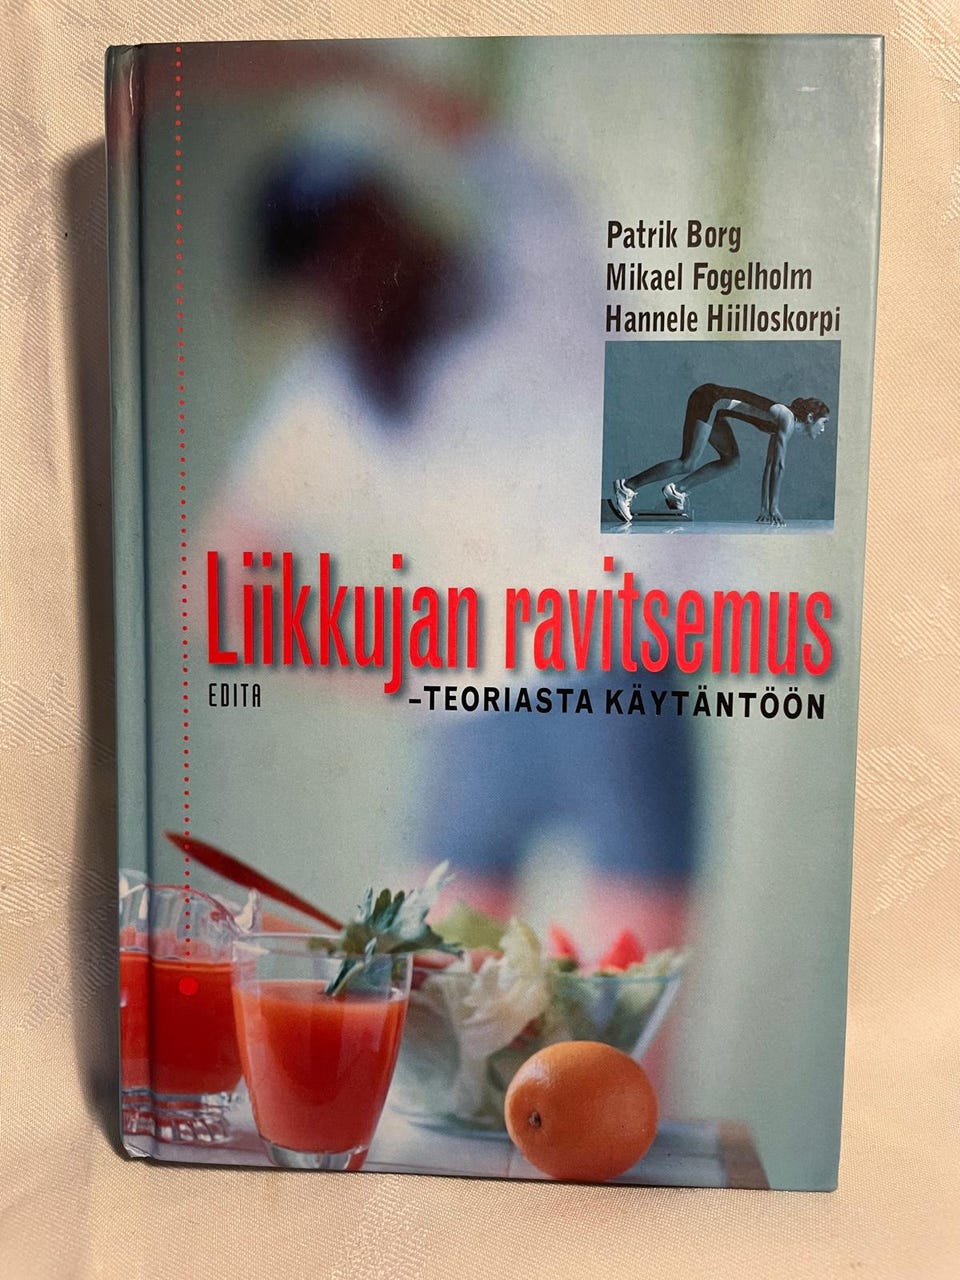 Patrik Borg
Mikael Fogelholm
Hannele Hiilloskorpi
Liikkujan ravitsemus
EDITA
–TEORIASTA KÄYTÄNTÖÖN